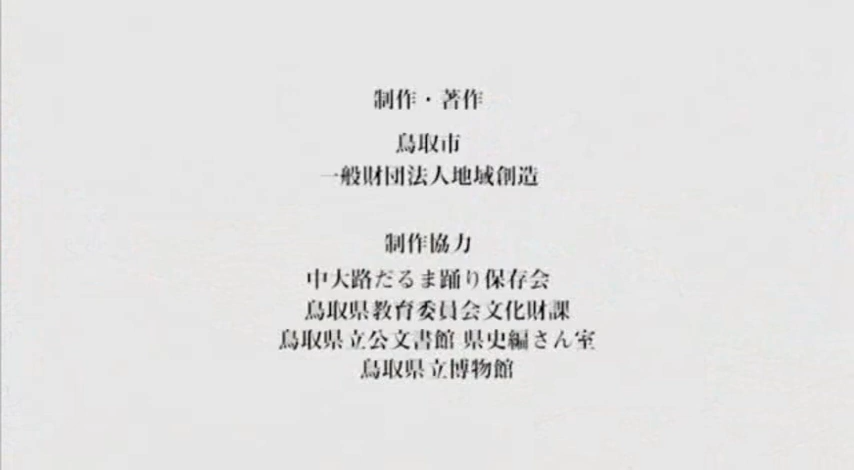 制作・著作
鳥取市
一般財団法人地域創造
制作協力
中大路だるま踊り保存会
鳥取県教育委員会文化財課
鳥取県立公文書館 県史編さん室
鳥取県立博物館